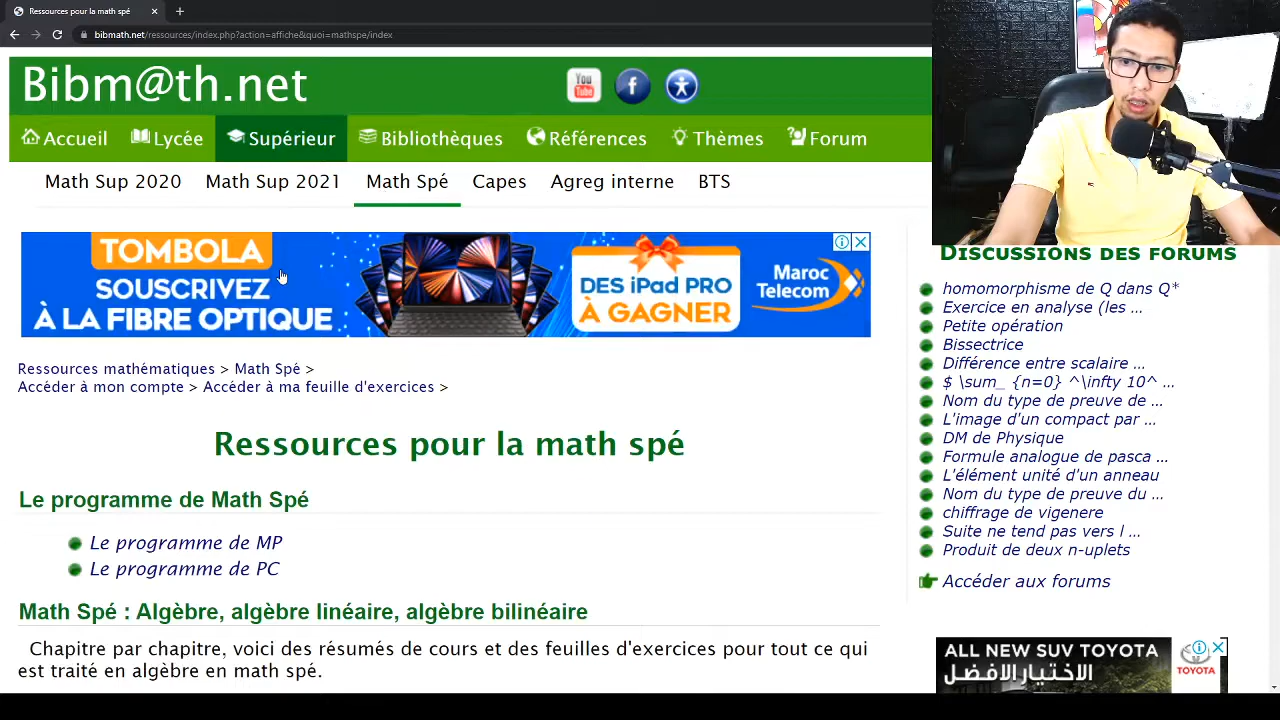 Ressources pour la math spé
bibmath.net/ressources/index.php?action=affiche&quoi=mathspe/index
Bibm@th.net
You
Tube
f
Accueil
Lycée
Supérieur
Bibliothèques
Références
Thèmes
Forum
Math Sup 2020
Math Sup 2021
Math Spé
Capes
Agreg interne
BTS
TOMBOLA
SOUSCRIVEZ
À LA FIBRE OPTIQUE
DES iPad PRO
À GAGNER
Maroc
Telecom
Ressources mathématiques > Math Spé >
Accéder à mon compte > Accéder à ma feuille d'exercices >
Ressources pour la math spé
Le programme de Math Spé
Le programme de MP
Le programme de PC
Math Spé : Algèbre, algèbre linéaire, algèbre bilinéaire
Chapitre par chapitre, voici des résumés de cours et des feuilles d'exercices pour tout ce qui
est traité en algèbre en math spé.
Discussions des forums
homomorphisme de Q dans Q*
Exercice en analyse (les ...
Petite opération
Bissectrice
Différence entre scalaire ...
$ \sum_ {n=0} ^\infty 10^ ...
Nom du type de preuve de ...
L'image d'un compact par ...
DM de Physique
Formule analogue de pasca ...
L'élément unité d'un anneau
Nom du type de preuve du ...
chiffrage de vigenere
Suite ne tend pas vers l ...
Produit de deux n-uplets
Accéder aux forums
ALL NEW SUV TOYOTA
الاختيار الأفضل
TOYOTA